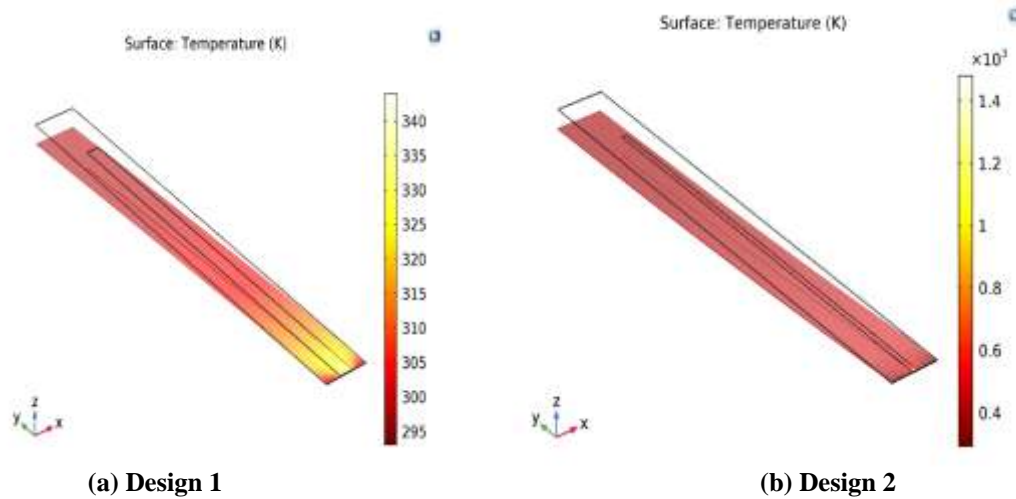 Surface: Temperature (K)
340
335
330
325
320
315
310
305
300
295
z
y
x
(a) Design 1
Surface: Temperature (K)
×10³
1.4
1.2
1
0.8
0.6
0.4
z
y
x
(b) Design 2